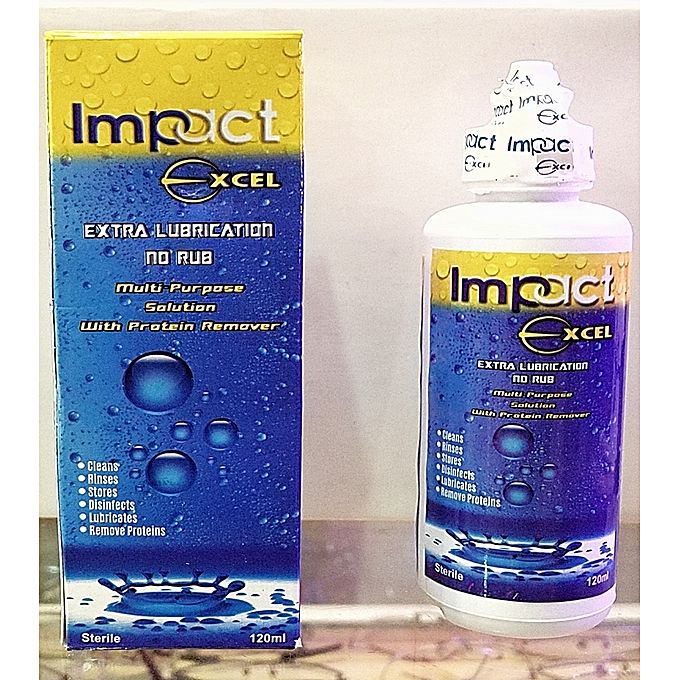 Impact
EXCEL
EXTRA LUBRICATION
NO RUB
Multi-Purpose
Solution
With Protein Remover
• Cleans
• Rinses
• Stores
• Disinfects
• Lubricates
• Remove Proteins
Sterile 120ml
Impact
Impact
EXCEL
Impact
EXCEL
EXTRA LUBRICATION
NO RUB
Multi Purpose
Solution
With Protein Remover
• Cleans
• Rinses
• Stores
• Disinfects
• Lubricates
• Remove Proteins
Sterile 120ml